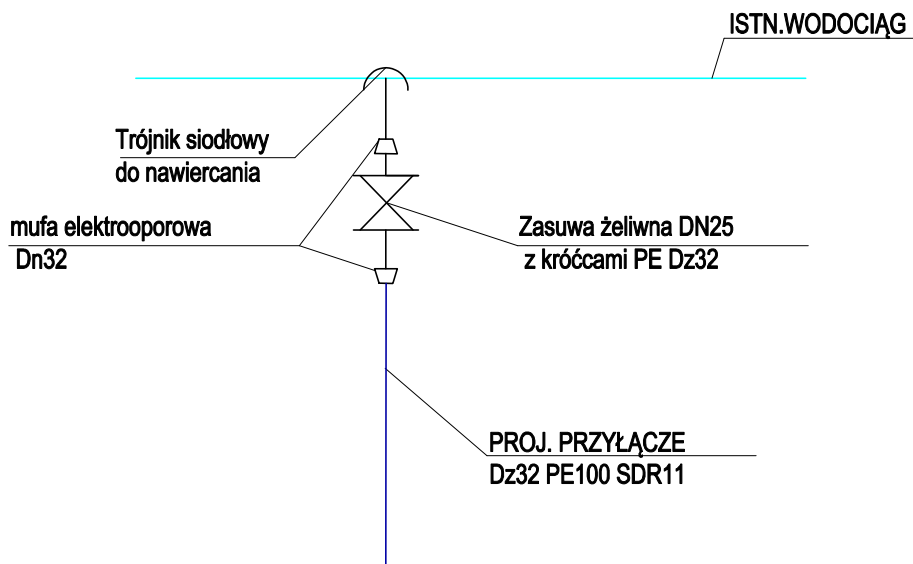 ISTN.WODOCIĄG
Trójnik siodłowy
do nawiercania
mufa elektrooporowa
Dn32
Zasuwa żeliwna DN25
z króćcami PE Dz32
PROJ. PRZYŁĄCZE
Dz32 PE100 SDR11